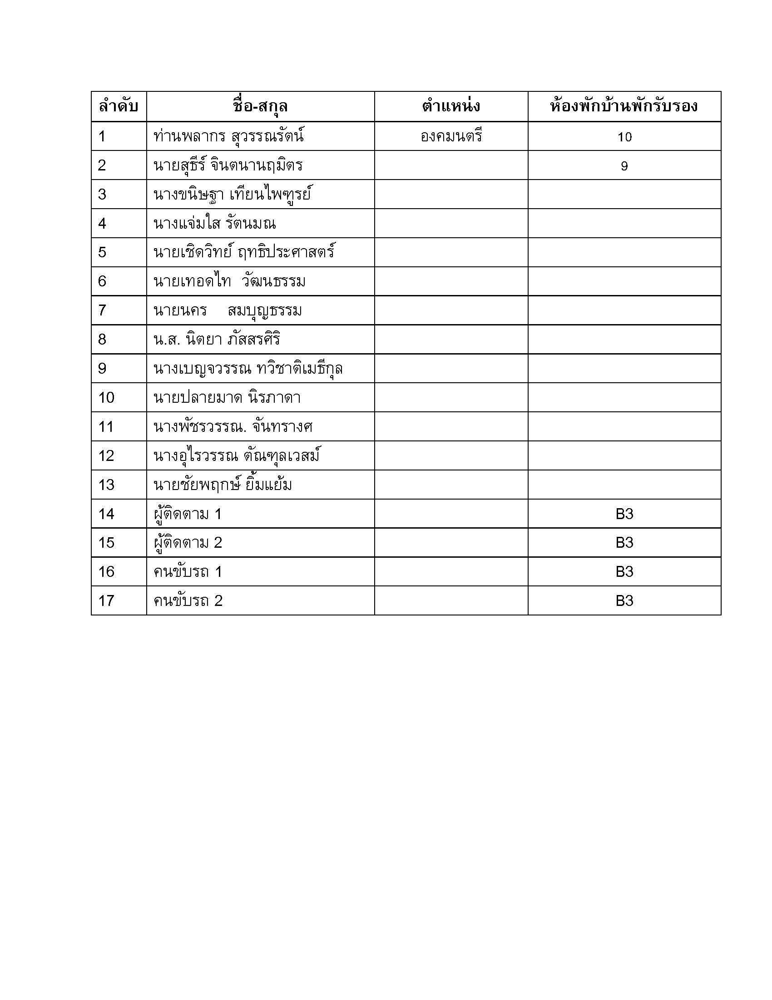 ลำดับ ชื่อ-สกุล ตำแหน่ง ห้องพักบ้านพักรับรอง
1 ท่านพลากร สุวรรณรัตน์ องคมนตรี 10
2 นายสุธีร์ จินตนานฤมิตร 9
3 นางขนิษฐา เทียนไพฑูรย์
4 นางแจ่มใส รัตนมณ
5 นายเชิดวิทย์ ฤทธิประศาสตร์
6 นายเทอดไท วัฒนธรรม
7 นายนคร สมบุญธรรม
8 น.ส. นิตยา ภัสสรศิริ
9 นางเบญจวรรณ ทวิชาติเมธีกุล
10 นายปลายมาด นิรภาดา
11 นางพัชรวรรณ. จันทรางศ
12 นางอุไรวรรณ ตัณฑุลเวสม์
13 นายชัยพฤกษ์ ยิ้มแย้ม
14 ผู้ติดตาม 1 B3
15 ผู้ติดตาม 2 B3
16 คนขับรถ 1 B3
17 คนขับรถ 2 B3